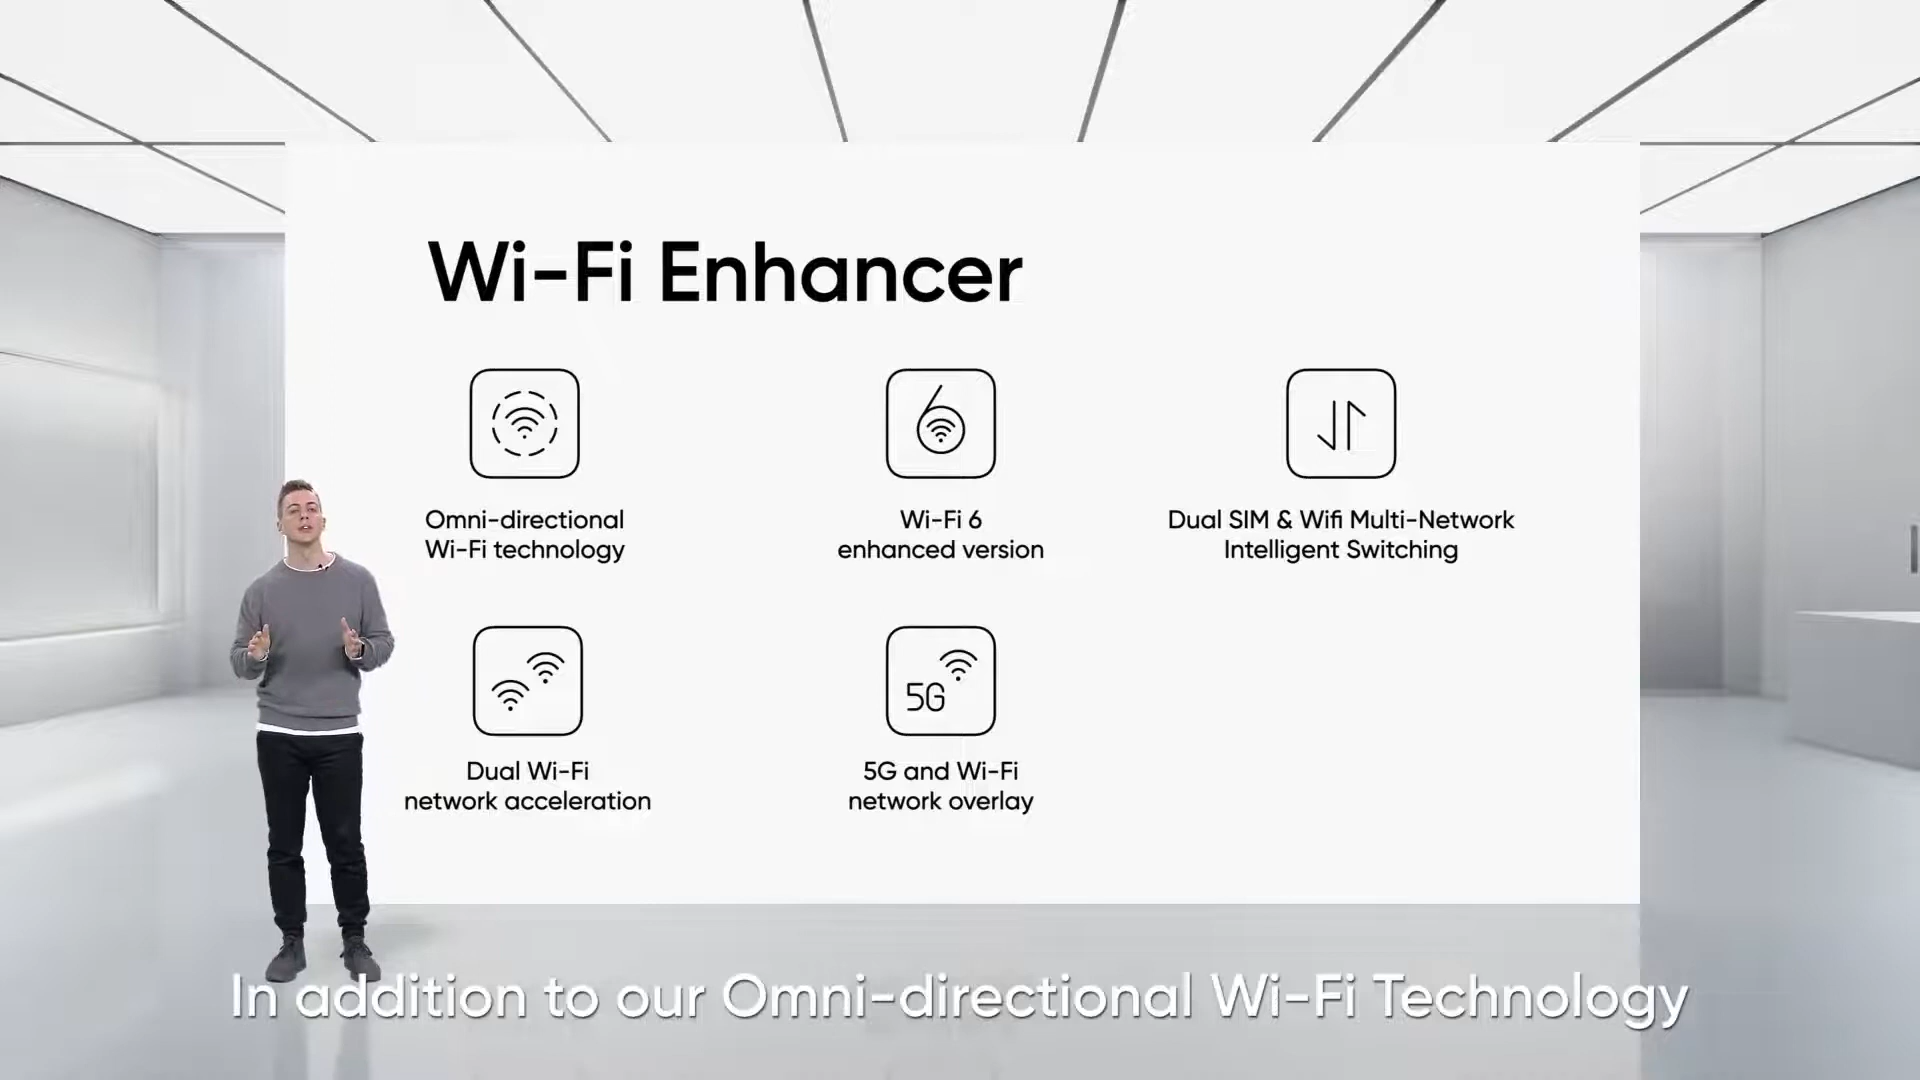 Wi-Fi Enhancer
Omni-directional
Wi-Fi technology
6
Wi-Fi 6
enhanced version
Dual SIM & Wifi Multi-Network
Intelligent Switching
Dual Wi-Fi
network acceleration
5G
5G and Wi-Fi
network overlay
In addition to our Omni-directional Wi-Fi Technology